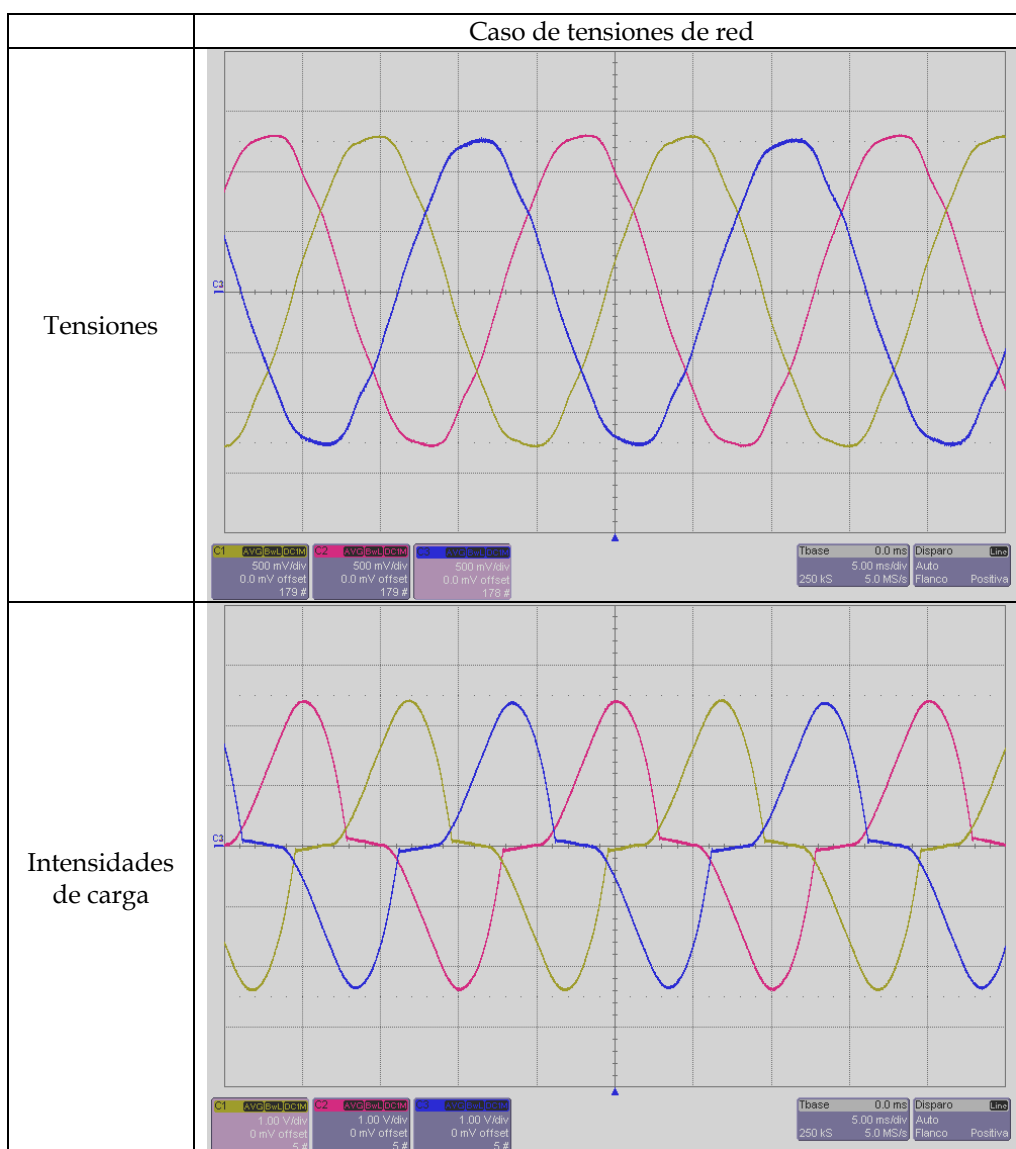 Caso de tensiones de red
Tensiones
C3
C1 AVG BwL DC1M
500 mV/div
0.0 mV offset
179 #
C2 AVG BwL DC1M
500 mV/div
0.0 mV offset
179 #
500 mV/div
0.0 mV offset
178 #
Tbase 0.0 ms
5.00 ms/div
250 kS 5.0 MS/s
Disparo Line
Auto
Flanco Positiva
Intensidades
de carga
C3
C1 AVG BwL DC1M
1.00 V/div
0 mV offset
5 #
C2 AVG BwL DC1M
1.00 V/div
0 mV offset
5 #
1.00 V/div
0 mV offset
5 #
Tbase 0.0 ms
5.00 ms/div
250 kS 5.0 MS/s
Disparo Line
Auto
Flanco Positiva